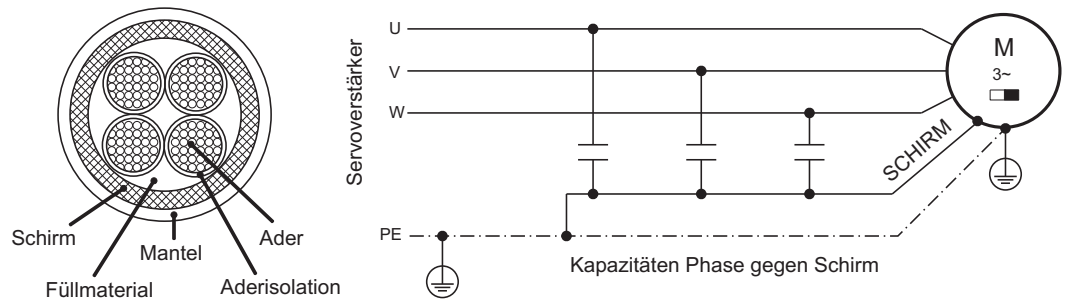 Schirm
Füllmaterial
Mantel
Aderisolation
Ader
Servoverstärker
U
V
W
PE
SCHIRM
M
3~
Kapazitäten Phase gegen Schirm